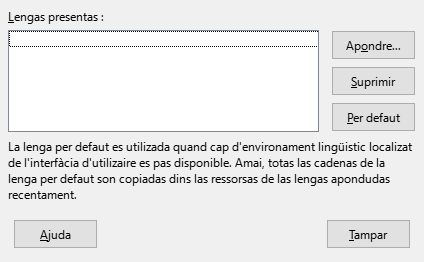 Lengas presentas :
Apondre...
Suprimir
Per defaut
La lenga per defaut es utilizada quand cap d'environament lingüistic localizat
de l'interfàcia d'utilizaire es pas disponible. Amai, totas las cadenas de la
lenga per defaut son copiadas dins las ressorsas de las lengas apondudas
recentament.
Ajuda
Tampar